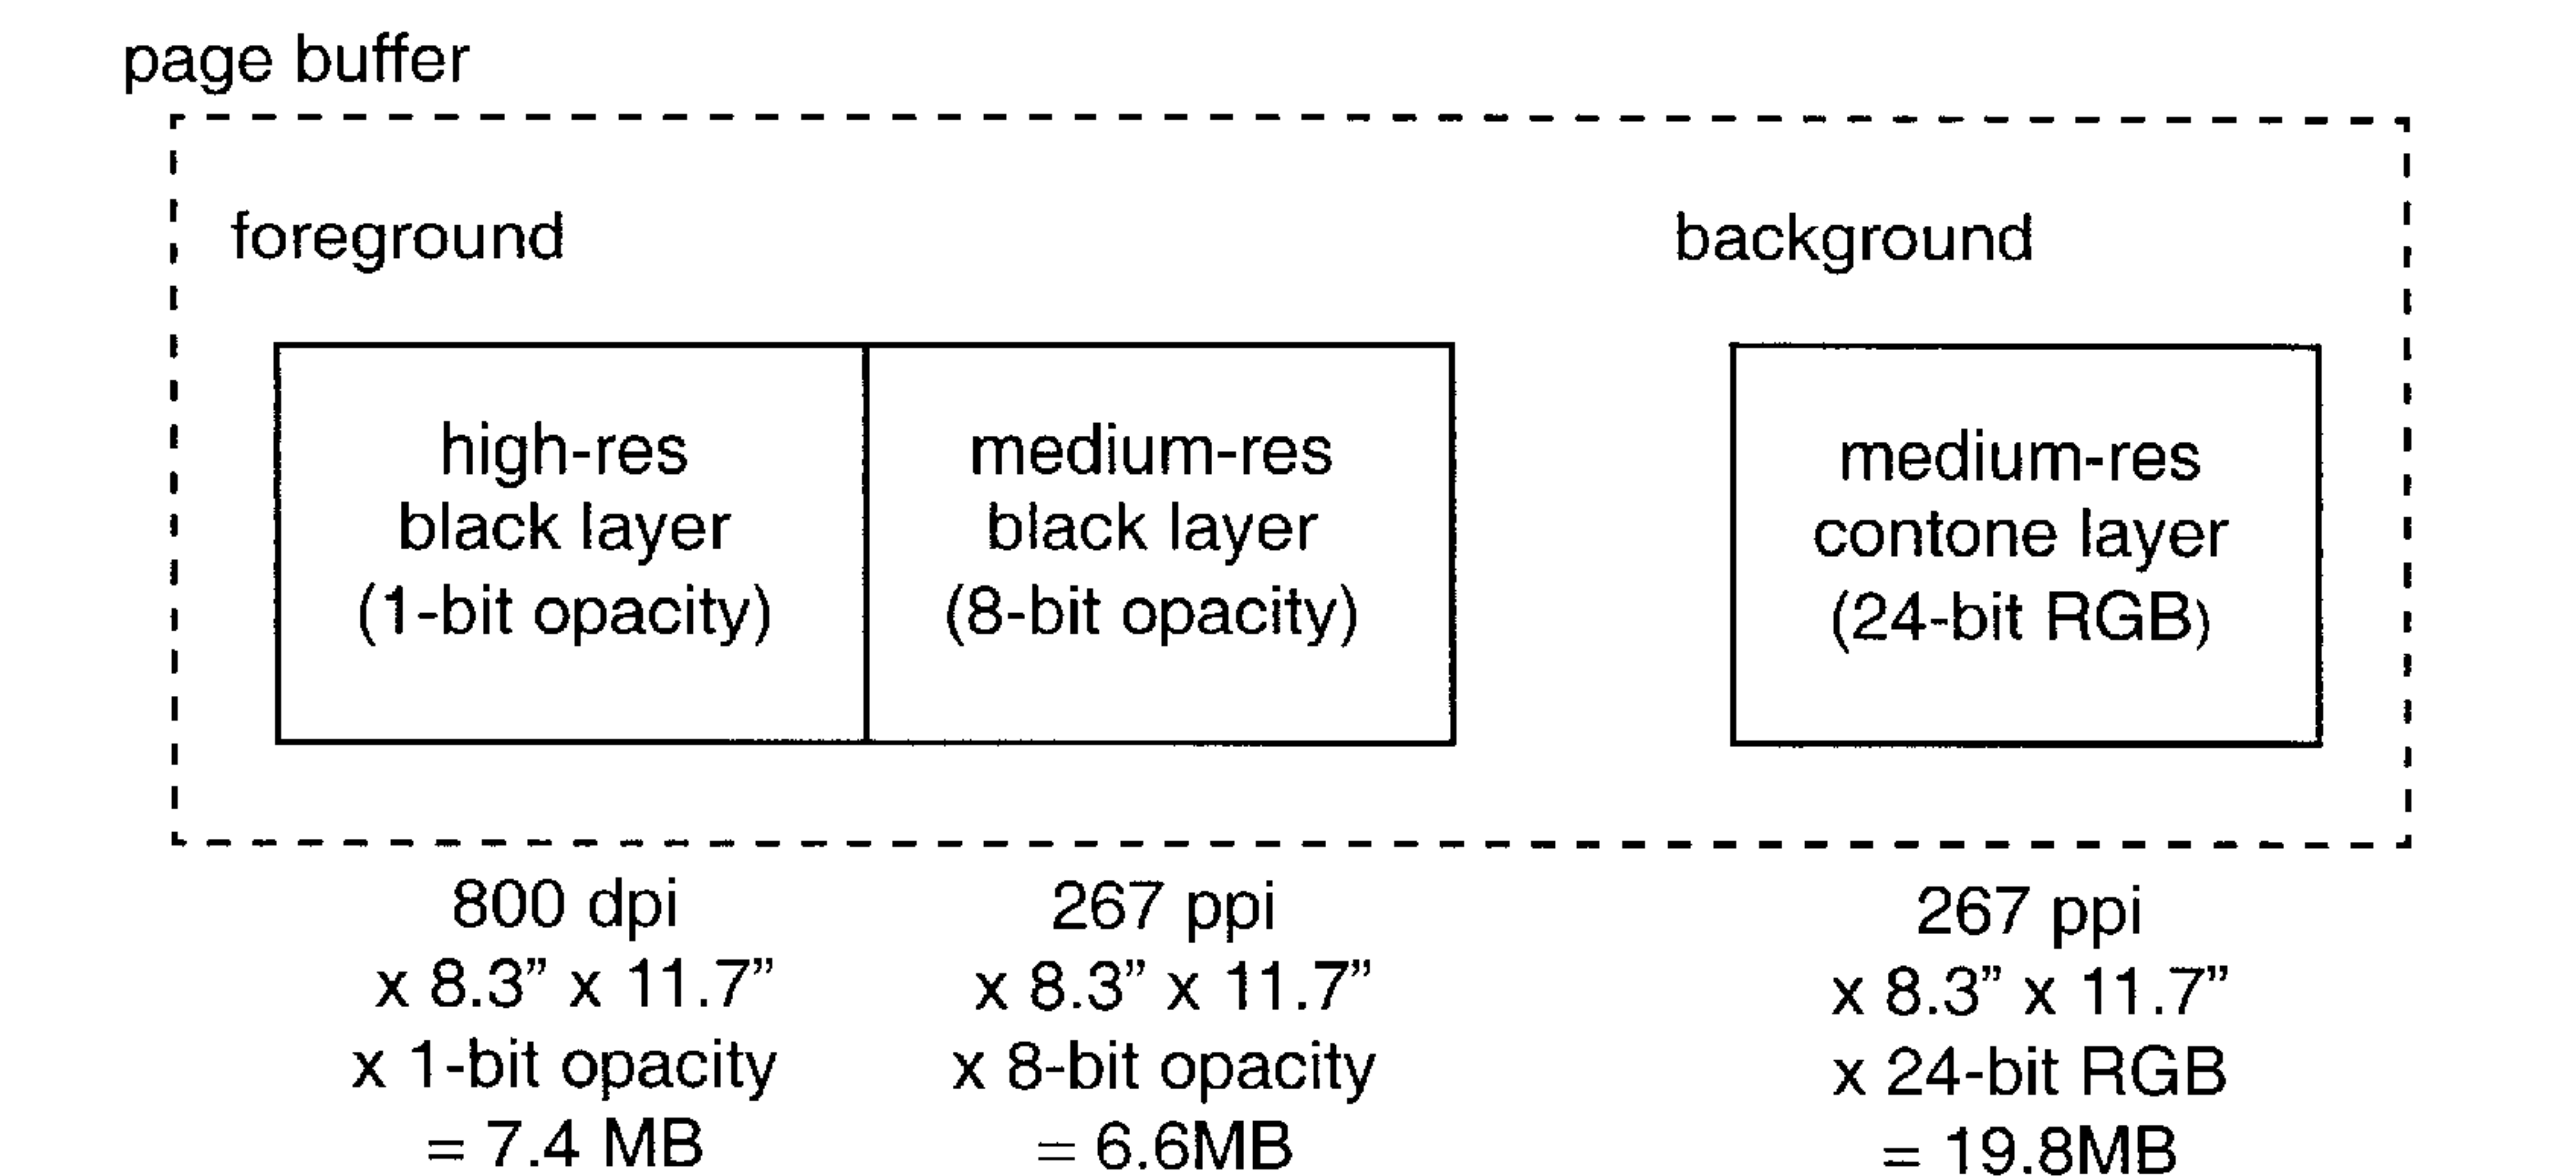 page buffer
foreground
background
high-res
black layer
(1-bit opacity)
medium-res
black layer
(8-bit opacity)
medium-res
contone layer
(24-bit RGB)
800 dpi
x 8.3” x 11.7”
x 1-bit opacity
= 7.4 MB
267 ppi
x 8.3” x 11.7”
x 8-bit opacity
= 6.6MB
267 ppi
x 8.3” x 11.7”
x 24-bit RGB
= 19.8MB